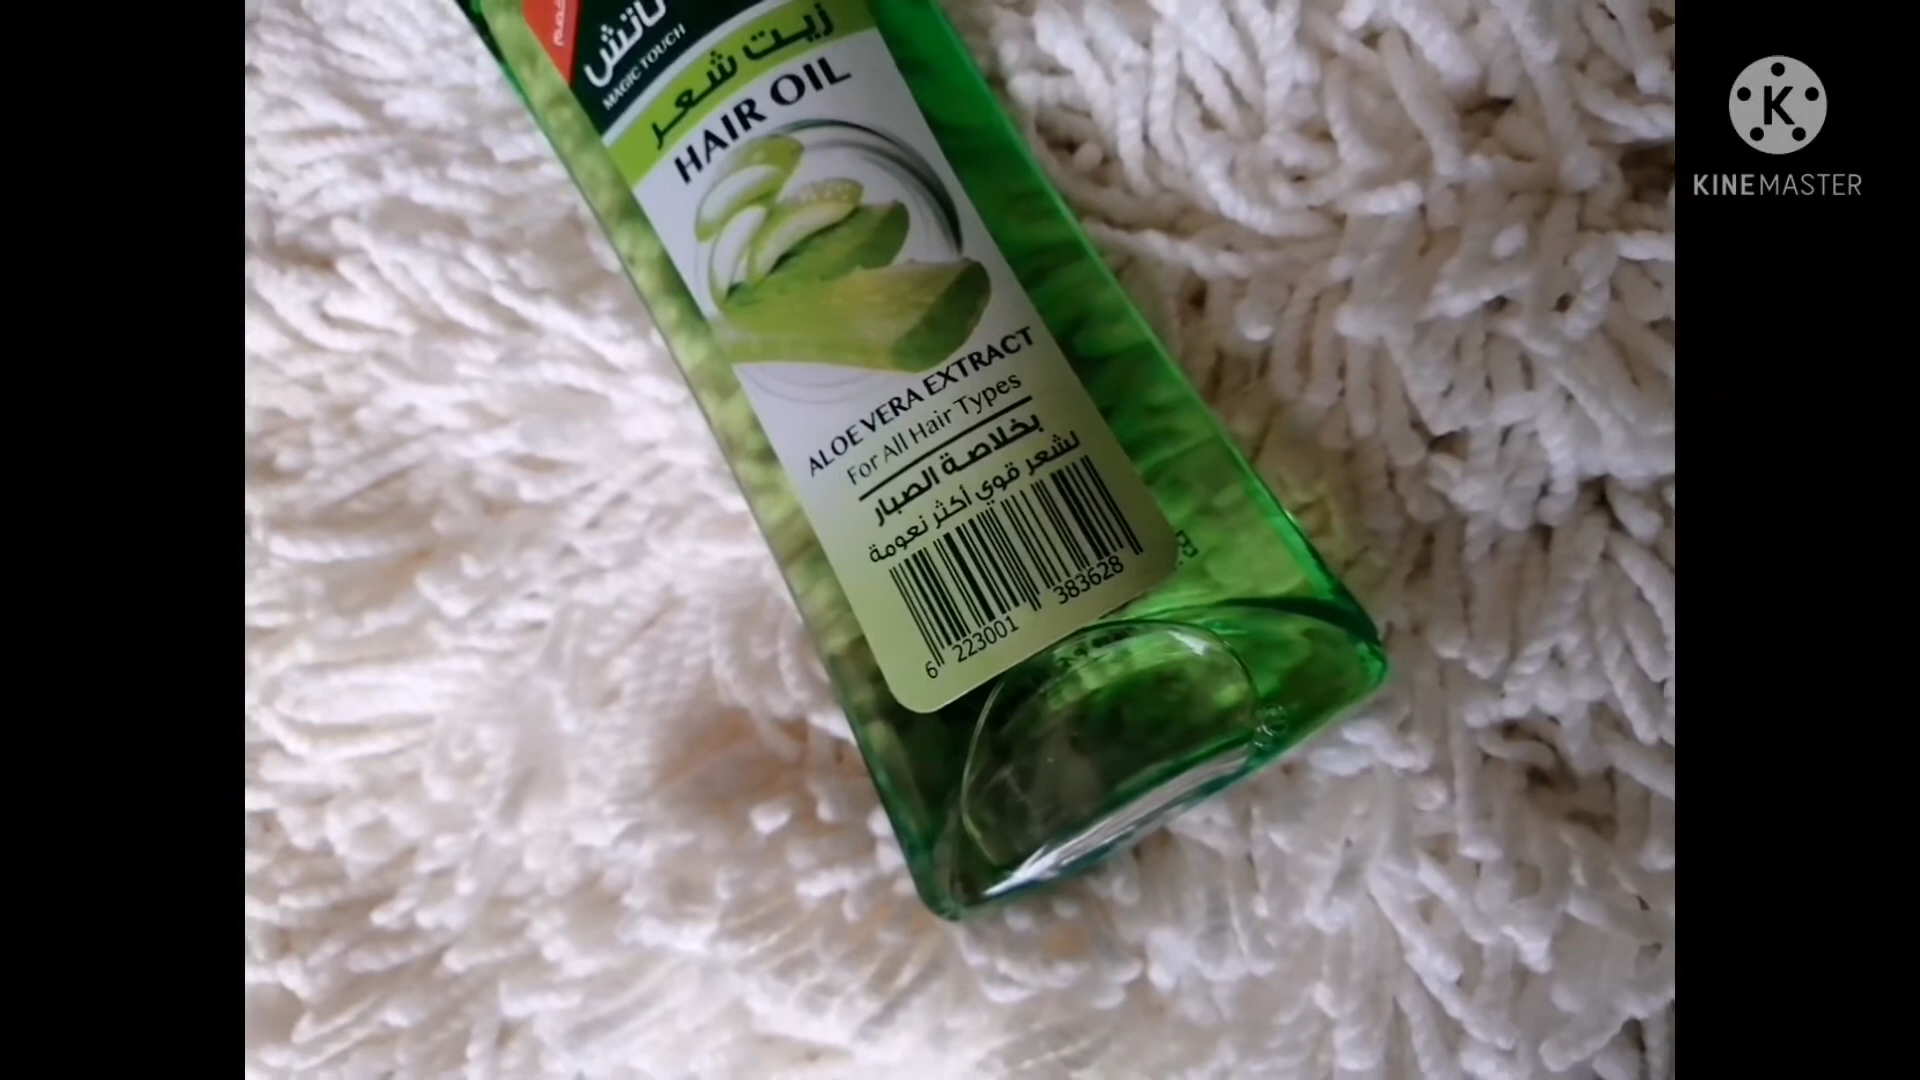 تاتش
MAGIC TOUCH
زيت شعر
HAIR OIL
ALOE VERA EXTRACT
For All Hair Types
بخلاصة الصبار
لشعر قوي أكثر نعومة
6 223001 383628
K
KINEMASTER